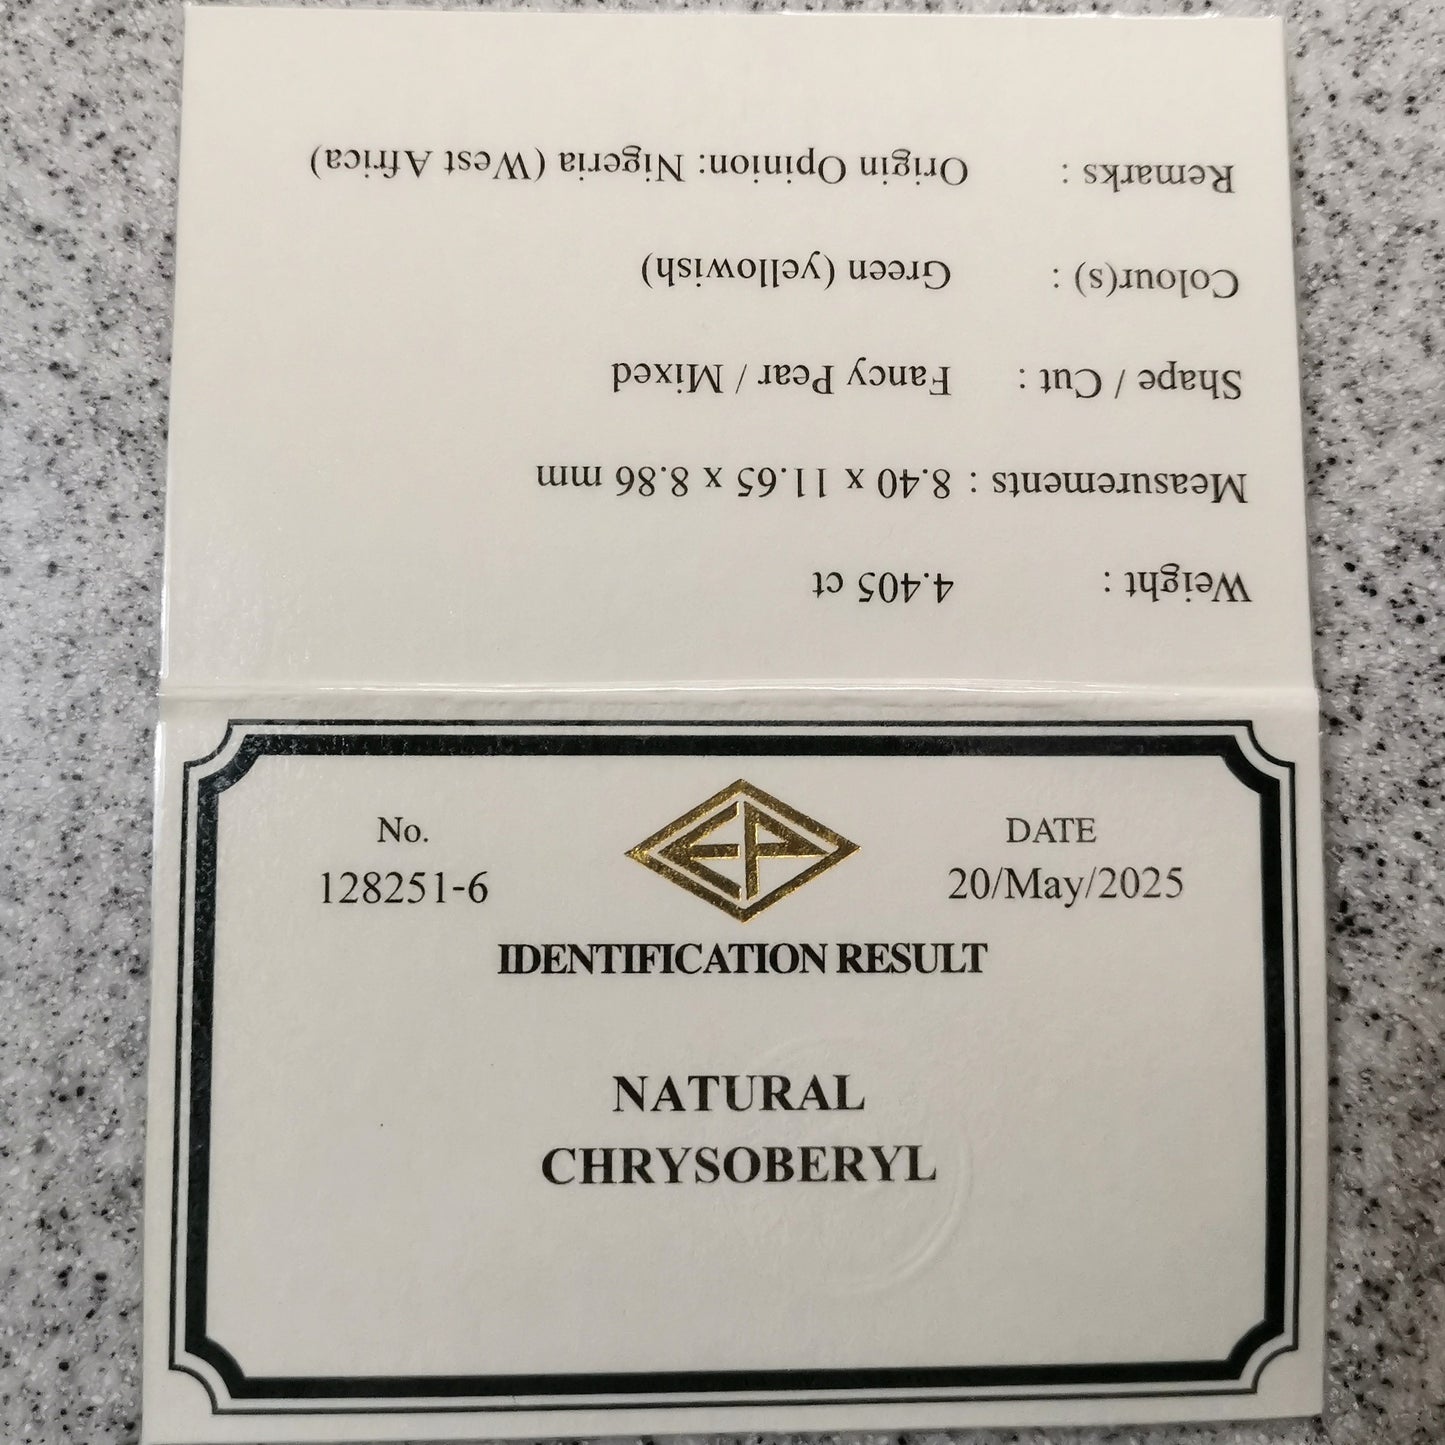 No.
128251-6
EP
DATE
20/May/2025
IDENTIFICATION RESULT
NATURAL
CHRYSOBERYL
Weight : 4.405 ct
Measurements : 8.40 x 11.65 x 8.86 mm
Shape / Cut : Fancy Pear / Mixed
Colour(s) : Green (yellowish)
Remarks : Origin Opinion: Nigeria (West Africa)